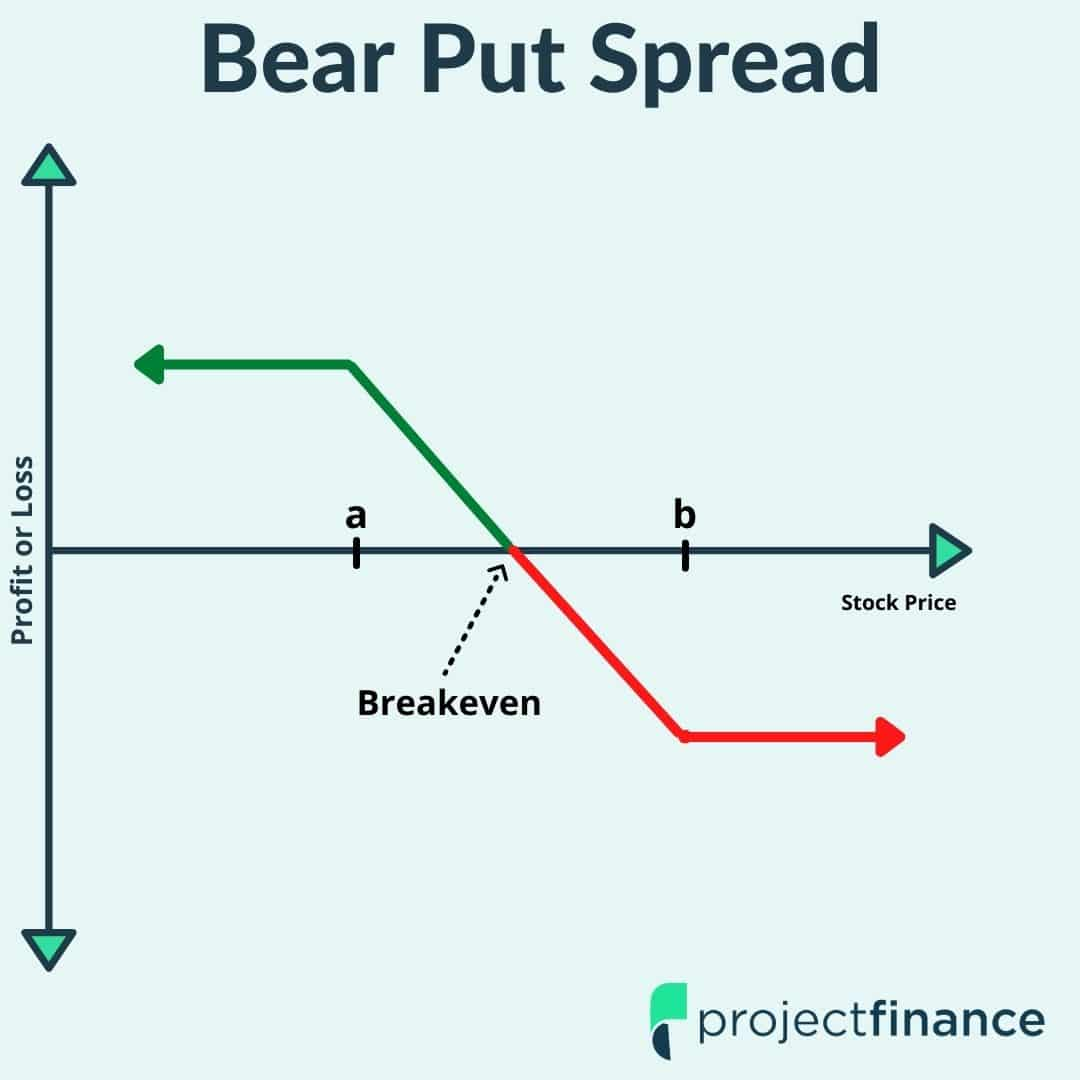 Bear Put Spread
Profit or Loss
a
b
Stock Price
Breakeven
projectfinance